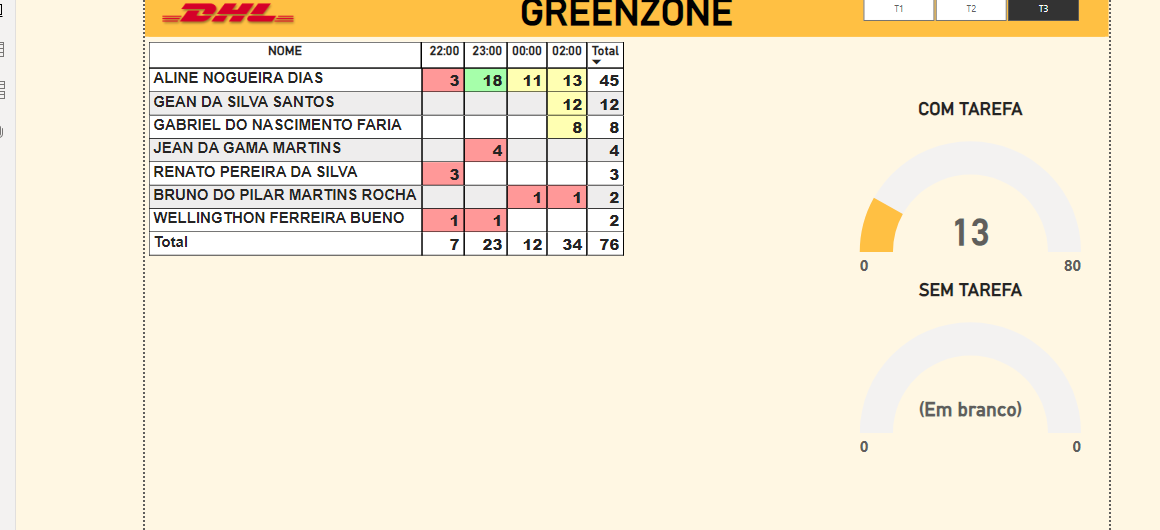 DHL GREENZONE T1 T2 T3
NOME 22:00 23:00 00:00 02:00 Total
ALINE NOGUEIRA DIAS 3 18 11 13 45
GEAN DA SILVA SANTOS 12 12
GABRIEL DO NASCIMENTO FARIA 8 8
JEAN DA GAMA MARTINS 4 4
RENATO PEREIRA DA SILVA 3 3
BRUNO DO PILAR MARTINS ROCHA 1 1 2
WELLINGTHON FERREIRA BUENO 1 1 2
Total 7 23 12 34 76
COM TAREFA
13
0 80
SEM TAREFA
(Em branco)
0 0